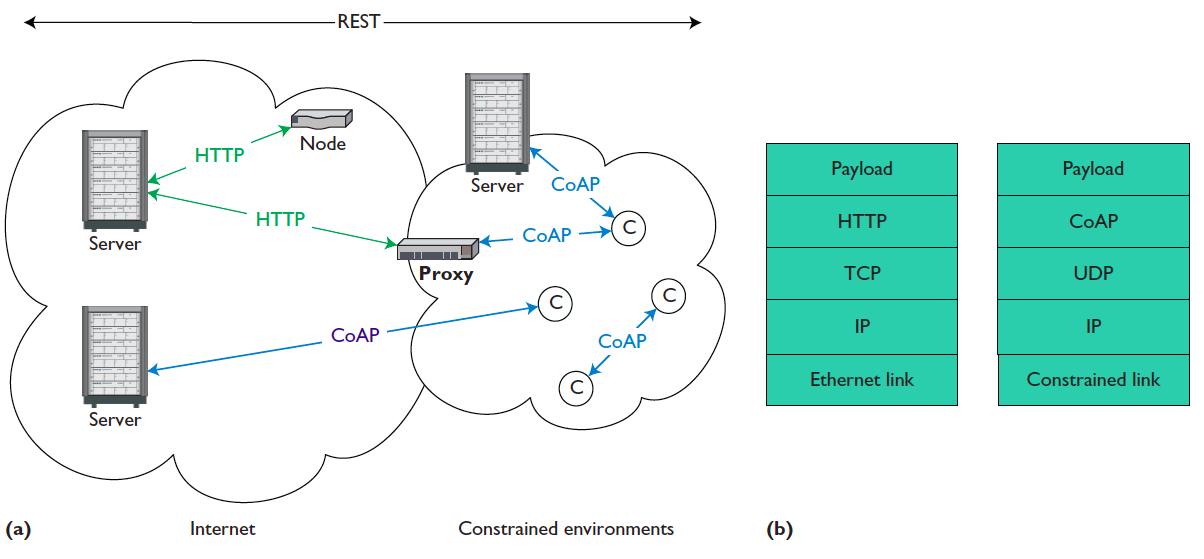 REST
Node
HTTP
Server
CoAP
Server
HTTP
C
CoAP
Proxy
C
C
CoAP
CoAP
C
Server
(a)
Internet
Constrained environments
Payload
HTTP
TCP
IP
Ethernet link
Payload
CoAP
UDP
IP
Constrained link
(b)